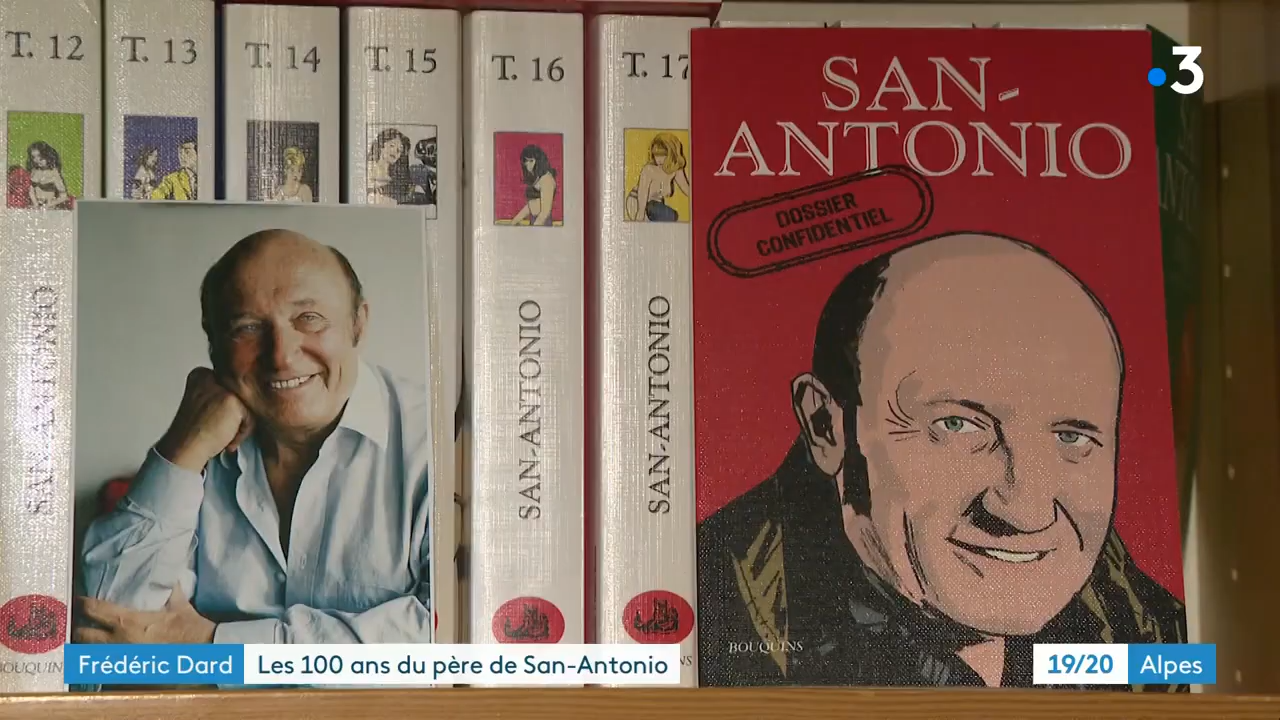 T. 12
T. 13
T. 14
T. 15
T. 16
T. 17
SAN-
ANTONIO
DOSSIER
CONFIDENTIEL
3
SAN-ANTONIO
SAN-ANTONIO
SAN-ANTONIO
BOUQUINS
Frédéric Dard
Les 100 ans du père de San-Antonio
19/20
Alpes